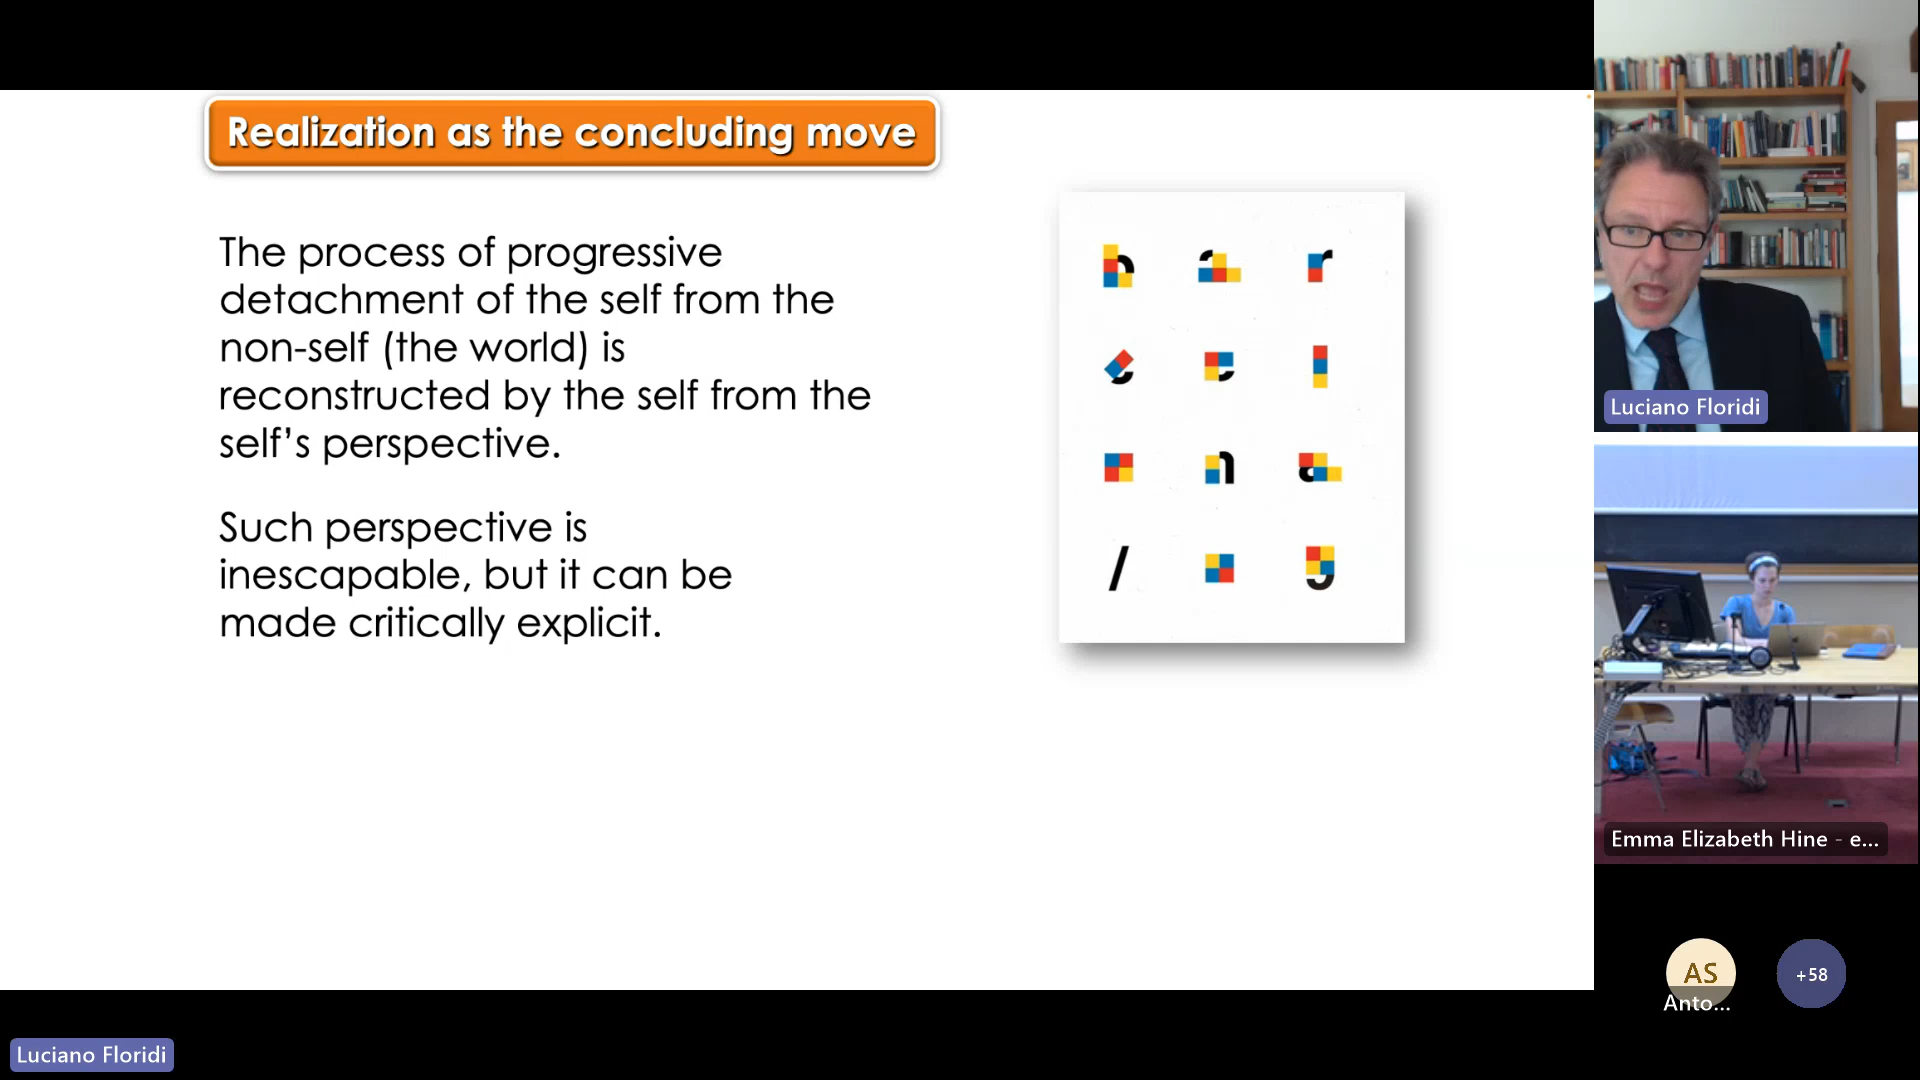 Realization as the concluding move
The process of progressive
detachment of the self from the
non-self (the world) is
reconstructed by the self from the
self’s perspective.
Such perspective is
inescapable, but it can be
made critically explicit.
b a r
c e l
o n a
/ o g
Luciano Floridi
Emma Elizabeth Hine - e...
AS
Anto...
+58
Luciano Floridi